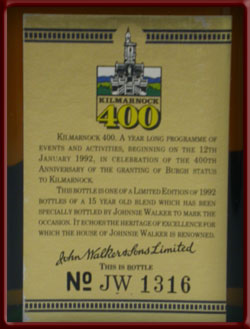 KILMARNOCK
400
KILMARNOCK 400. A YEAR LONG PROGRAMME OF
EVENTS AND ACTIVITIES, BEGINNING ON THE 12TH
JANUARY 1992, IN CELEBRATION OF THE 400TH
ANNIVERSARY OF THE GRANTING OF BURGH STATUS
TO KILMARNOCK.
THIS BOTTLE IS ONE OF A LIMITED EDITION OF 1992
BOTTLES OF A 15 YEAR OLD BLEND WHICH HAS BEEN
SPECIALLY BOTTLED BY JOHNNIE WALKER TO MARK THE
OCCASION. IT ECHOES THE HERITAGE OF EXCELLENCE FOR
WHICH THE HOUSE OF JOHNNIE WALKER IS RENOWNED.
John Walker & Sons Limited
THIS IS BOTTLE
No JW 1316